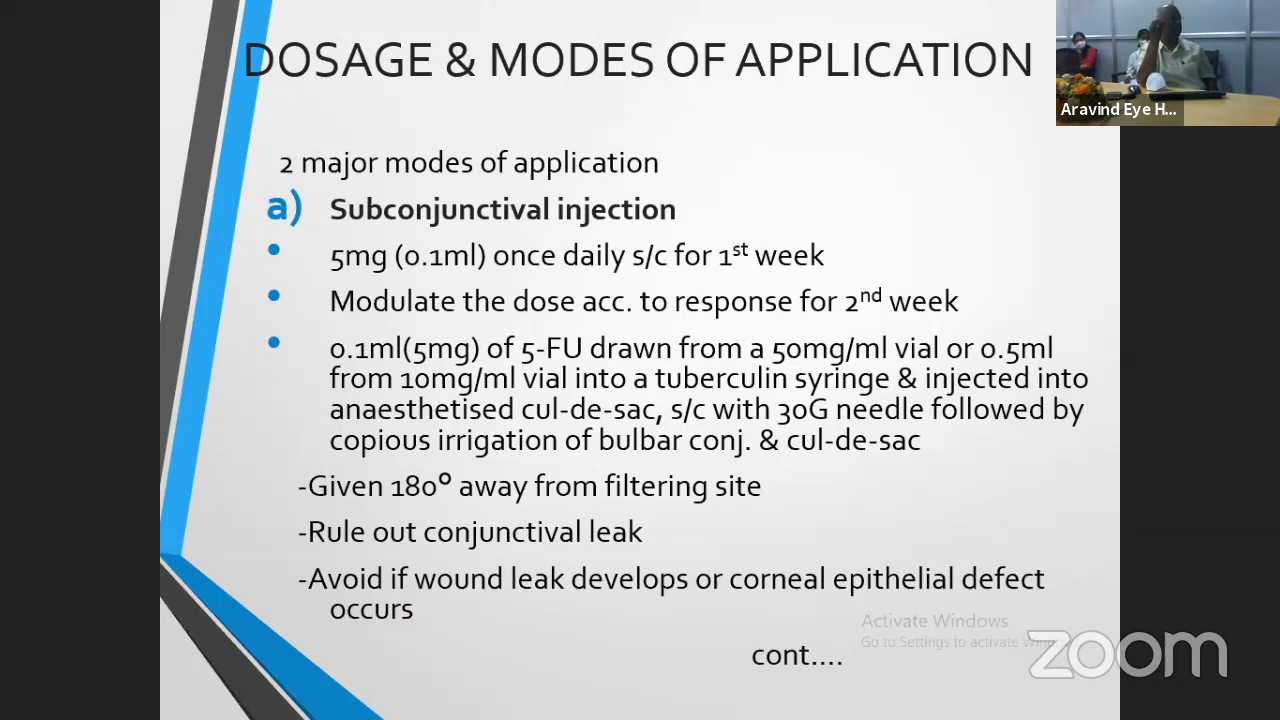 DOSAGE & MODES OF APPLICATION
Aravind Eye H...
2 major modes of application
a) Subconjunctival injection
• 5mg (0.1ml) once daily s/c for 1st week
• Modulate the dose acc. to response for 2nd week
• 0.1ml(5mg) of 5-FU drawn from a 50mg/ml vial or 0.5ml
from 10mg/ml vial into a tuberculin syringe & injected into
anaesthetised cul-de-sac, s/c with 30G needle followed by
copious irrigation of bulbar conj. & cul-de-sac
-Given 180° away from filtering site
-Rule out conjunctival leak
-Avoid if wound leak develops or corneal epithelial defect
occurs
Activate Windows
Go to Settings to activate
cont....
zoom